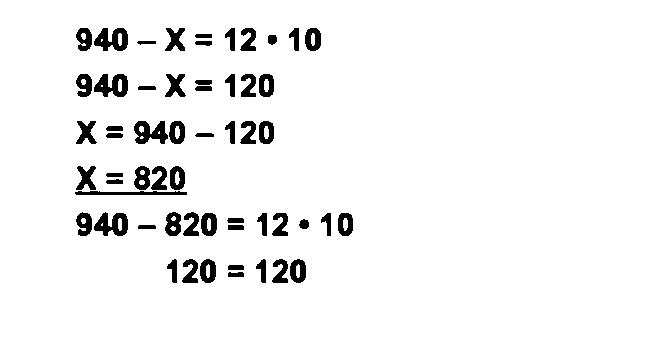 940 – X = 12 • 10
940 – X = 120
X = 940 – 120
X = 820
940 – 820 = 12 • 10
120 = 120